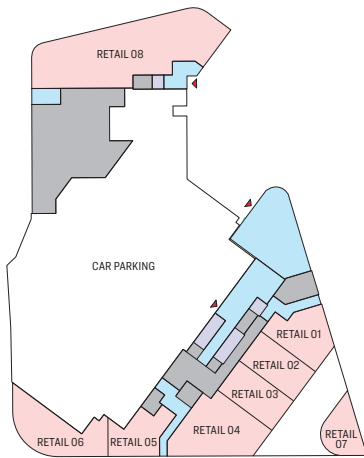 RETAIL 08
CAR PARKING
RETAIL 01
RETAIL 02
RETAIL 03
RETAIL 04
RETAIL 05
RETAIL 06
RETAIL
07